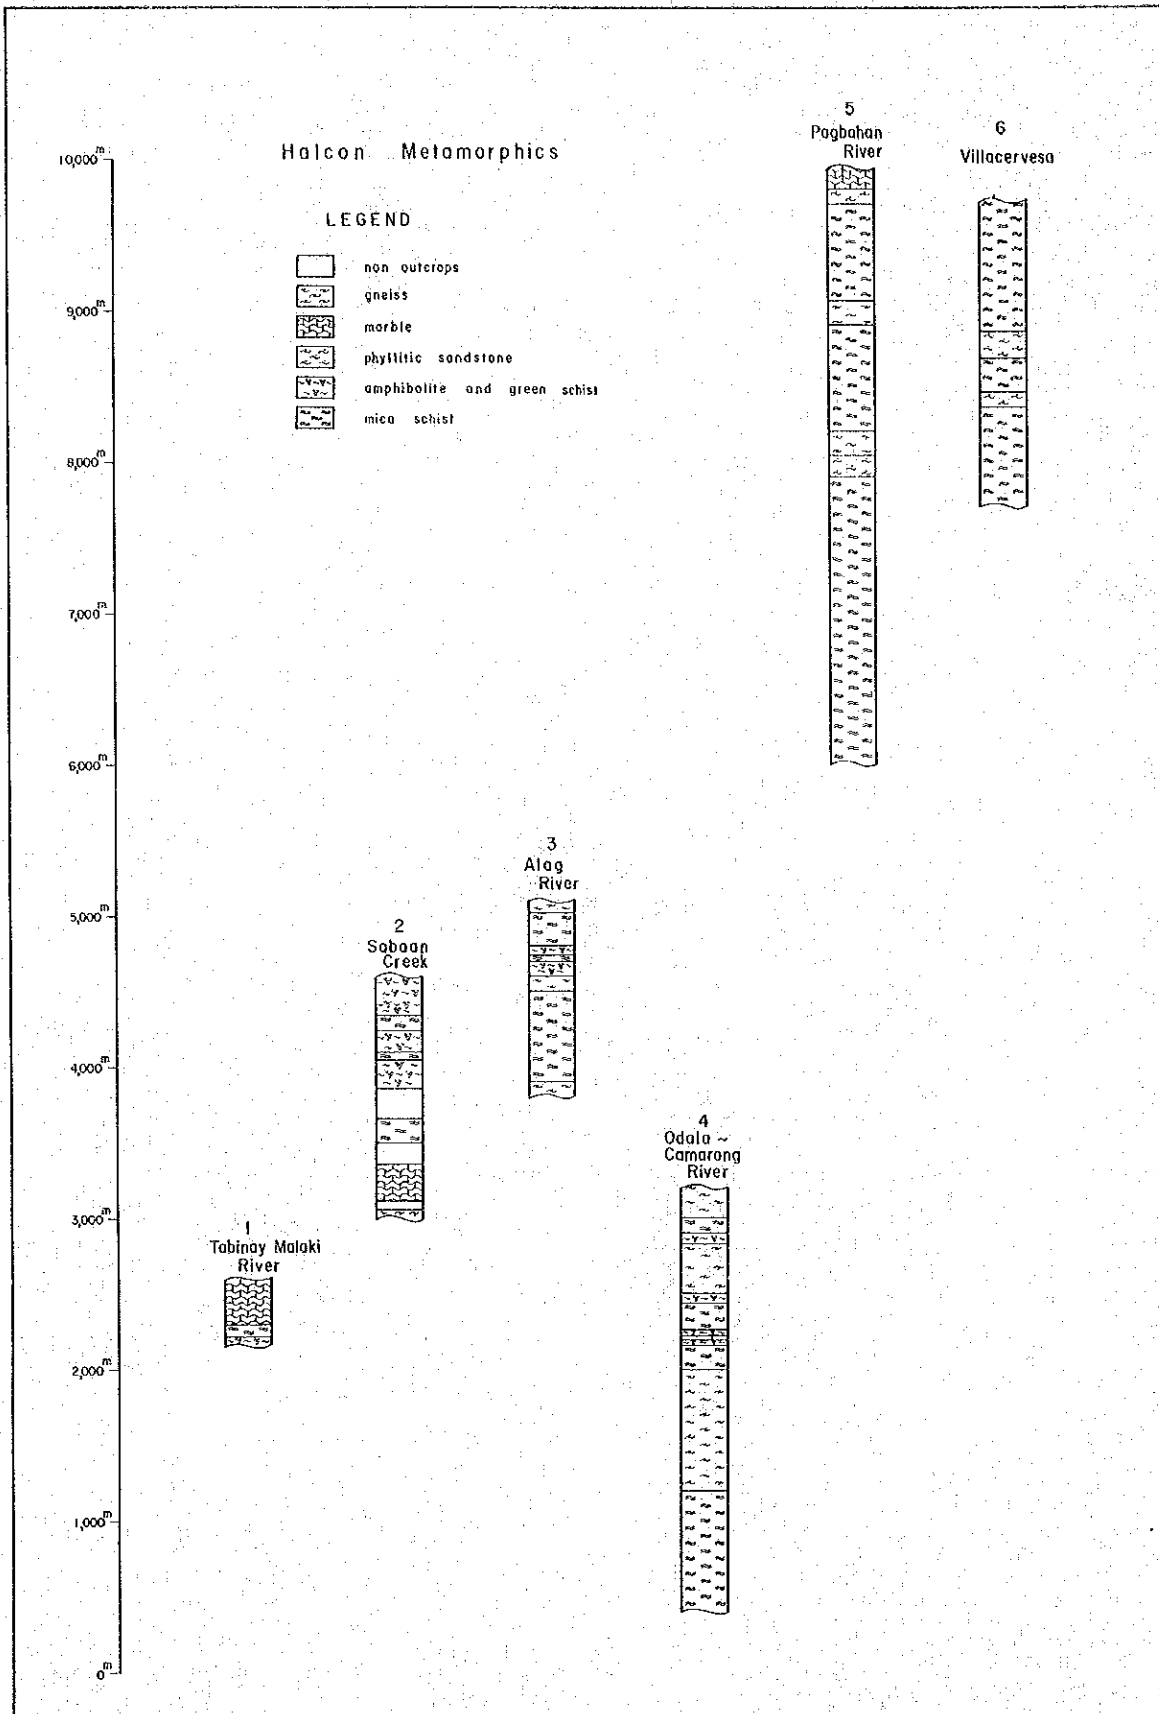 Halcon Metamorphics
LEGEND
non outcrops
gneiss
marble
phyllitic sandstone
amphibolite and green schist
mica schist
10,000m
9,000m
8,000m
7,000m
6,000m
5,000m
4,000m
3,000m
2,000m
1,000m
0m
1
Tabinay Malaki
River
2
Sabaan
Creek
3
Alag
River
4
Odala ~
Camarong
River
5
Pagbahan
River
6
Villacervesa